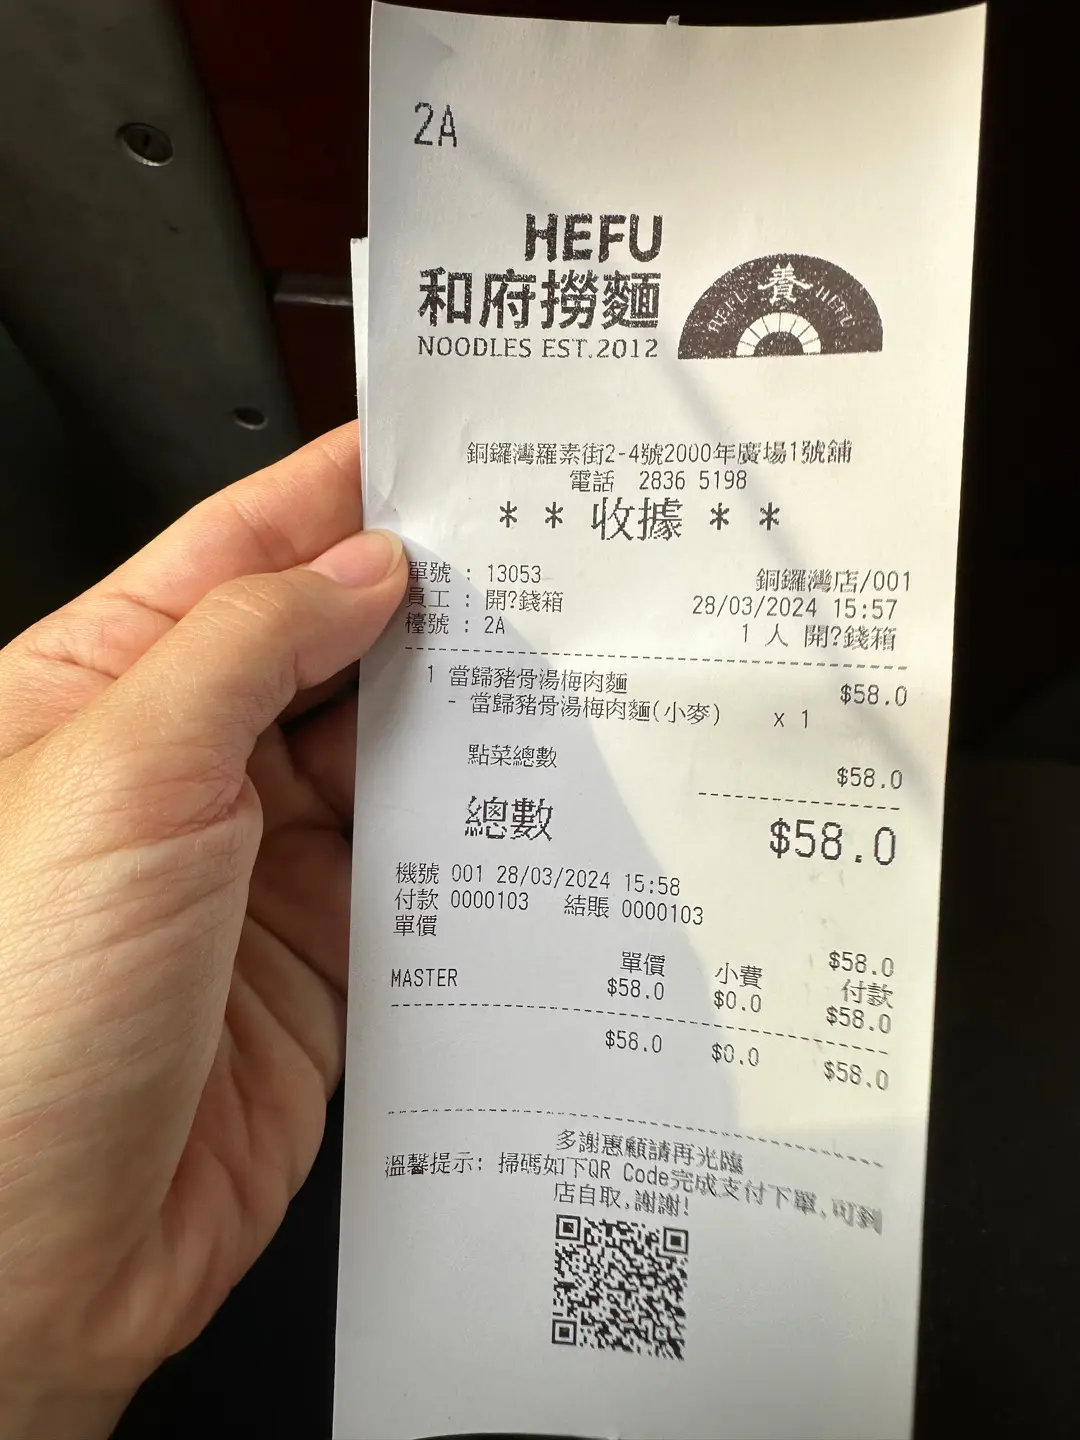 2A
HEFU
和府撈麵
NOODLES EST.2012
養
HEFU HEFU
銅鑼灣羅素街2-4號2000年廣場1號舖
電話 2836 5198
* * 收據 * *
單號 : 13053 銅鑼灣店/001
員工 : 開?錢箱 28/03/2024 15:57
檯號 : 2A 1 人 開?錢箱
1 當歸豬骨湯梅肉麵 $58.0
- 當歸豬骨湯梅肉麵(小麥) x 1
點菜總數 $58.0
總數 $58.0
機號 001 28/03/2024 15:58
付款 0000103 結賬 0000103
單價 $58.0
單價 小費 付款
MASTER $58.0 $0.0 $58.0
$58.0 $0.0 $58.0
多謝惠顧請再光臨
溫馨提示; 掃碼如下QR Code完成支付下單,可到
店自取,謝謝!